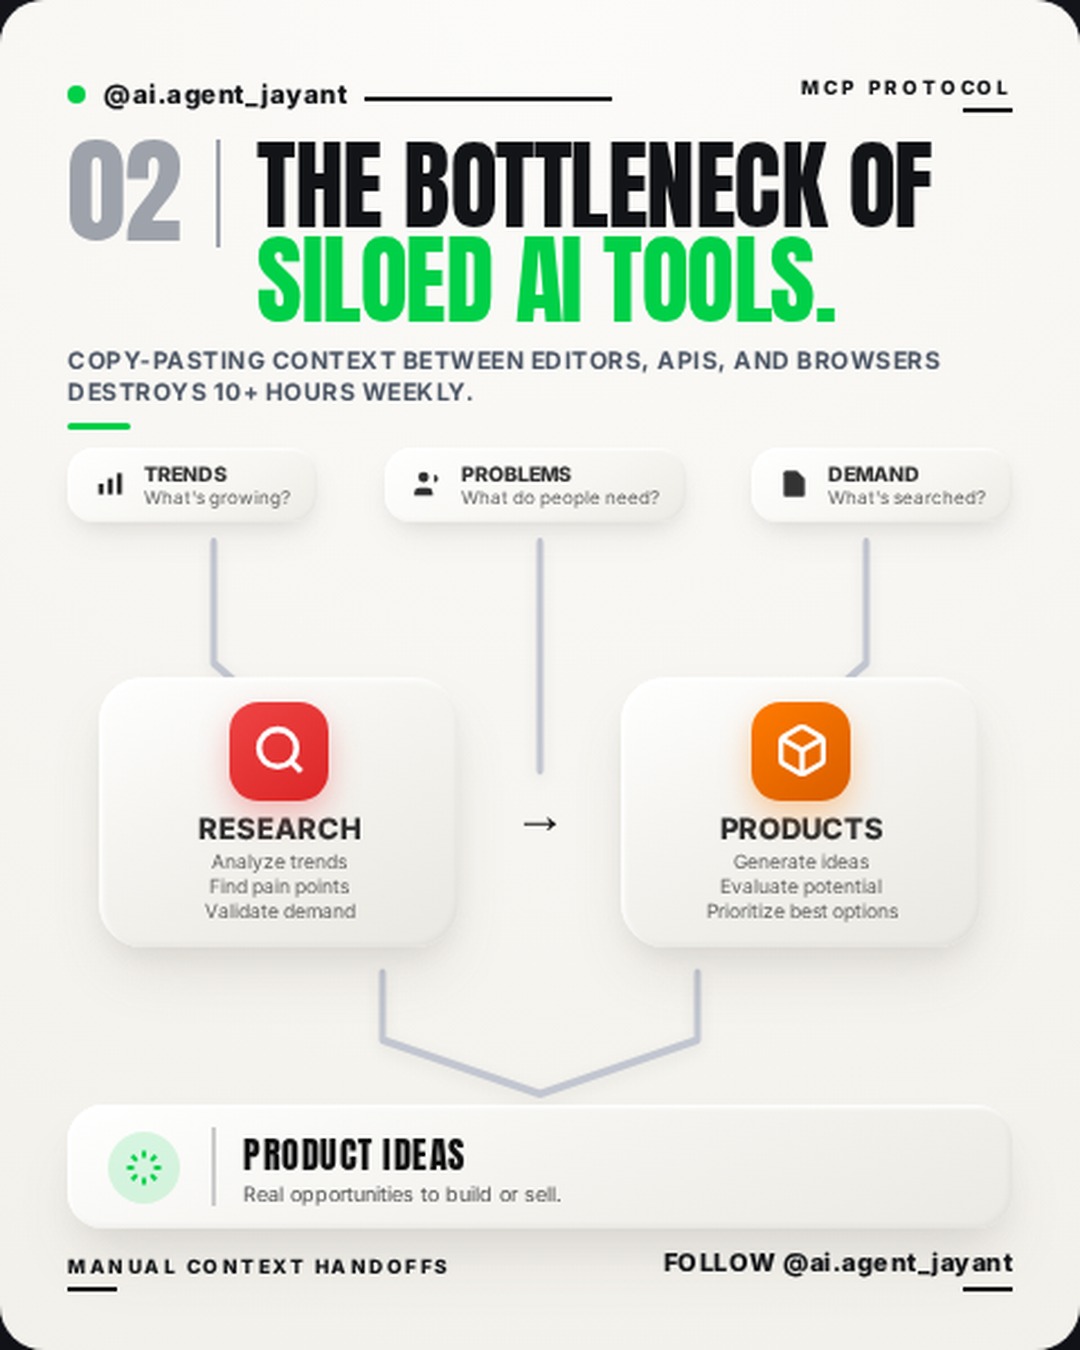 @ai.agent_jayant
MCP PROTOCOL
02
THE BOTTLENECK OF
SILOED AI TOOLS.
COPY-PASTING CONTEXT BETWEEN EDITORS, APIS, AND BROWSERS
DESTROYS 10+ HOURS WEEKLY.
TRENDS
What's growing?
PROBLEMS
What do people need?
DEMAND
What's searched?
RESEARCH
Analyze trends
Find pain points
Validate demand
→
PRODUCTS
Generate ideas
Evaluate potential
Prioritize best options
PRODUCT IDEAS
Real opportunities to build or sell.
MANUAL CONTEXT HANDOFFS
FOLLOW @ai.agent_jayant